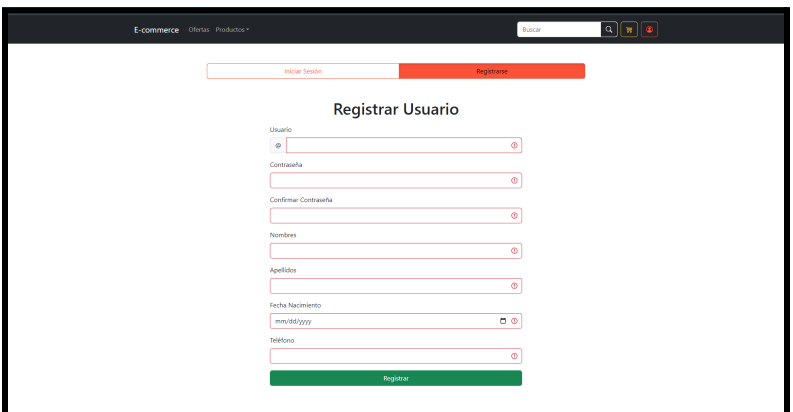 E-commerce Ofertas Productos Buscar
Iniciar Sesión Registrarse
Registrar Usuario
Usuario
@
Contraseña
Confirmar Contraseña
Nombres
Apellidos
Fecha Nacimiento
mm/dd/yyyy
Teléfono
Registrar